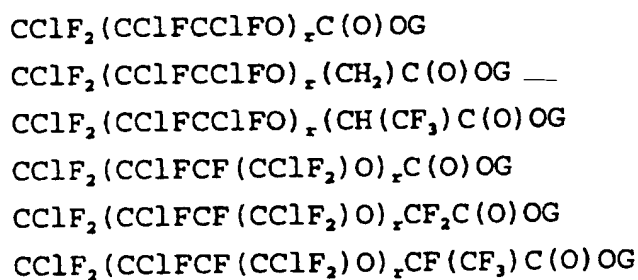 CClF₂(CClFCClFO)ᵣC(O)OG
CClF₂(CClFCClFO)ᵣ(CH₂)C(O)OG __
CClF₂(CClFCClFO)ᵣ(CH(CF₃)C(O)OG
CClF₂(CClFCF(CClF₂)O)ᵣC(O)OG
CClF₂(CClFCF(CClF₂)O)ᵣCF₂C(O)OG
CClF₂(CClFCF(CClF₂)O)ᵣCF(CF₃)C(O)OG